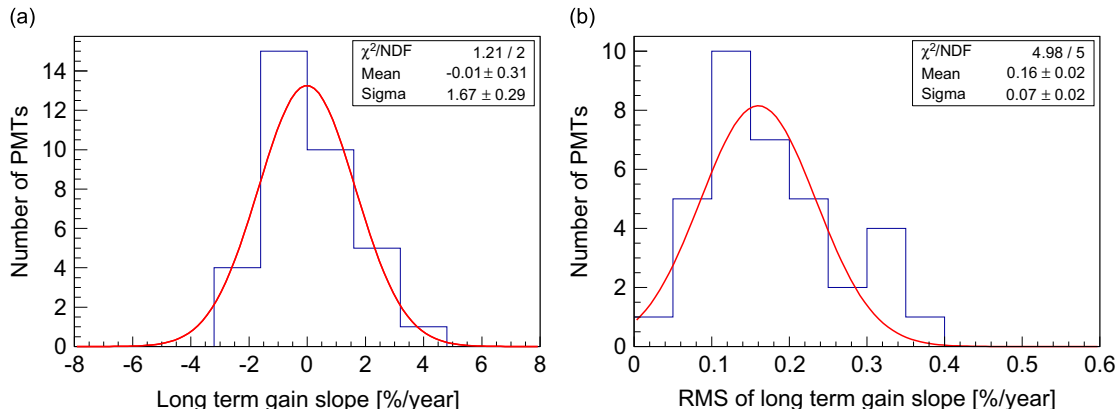 (a)
χ²/NDF 1.21 / 2
Mean -0.01 ± 0.31
Sigma 1.67 ± 0.29
Number of PMTs
14
12
10
8
6
4
2
0
-8 -6 -4 -2 0 2 4 6 8
Long term gain slope [%/year]
(b)
χ²/NDF 4.98 / 5
Mean 0.16 ± 0.02
Sigma 0.07 ± 0.02
Number of PMTs
10
8
6
4
2
0
0 0.1 0.2 0.3 0.4 0.5 0.6
RMS of long term gain slope [%/year]